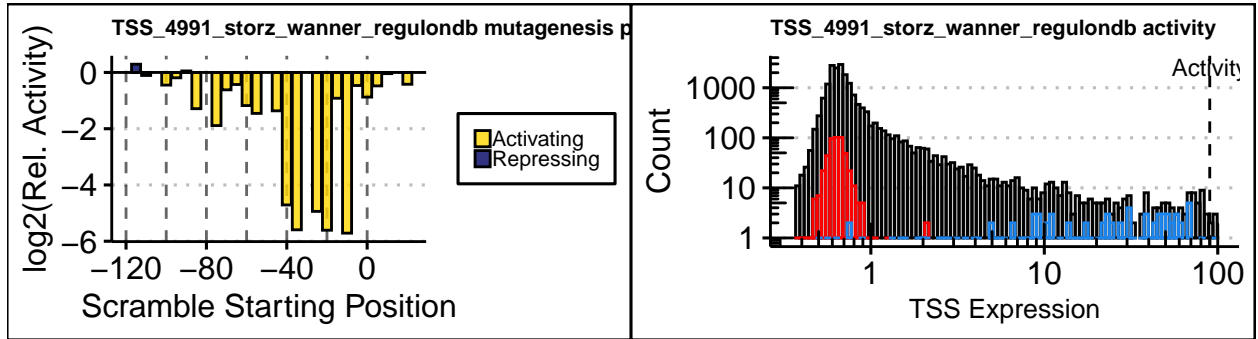 TSS_4991_storz_wanner_regulondb mutagenesis p
log2(Rel. Activity)
0
−2
−4
−6
−120
−80
−40
0
Scramble Starting Position
Activating
Repressing
TSS_4991_storz_wanner_regulondb activity
Activity
Count
1000
100
10
1
1
10
100
TSS Expression